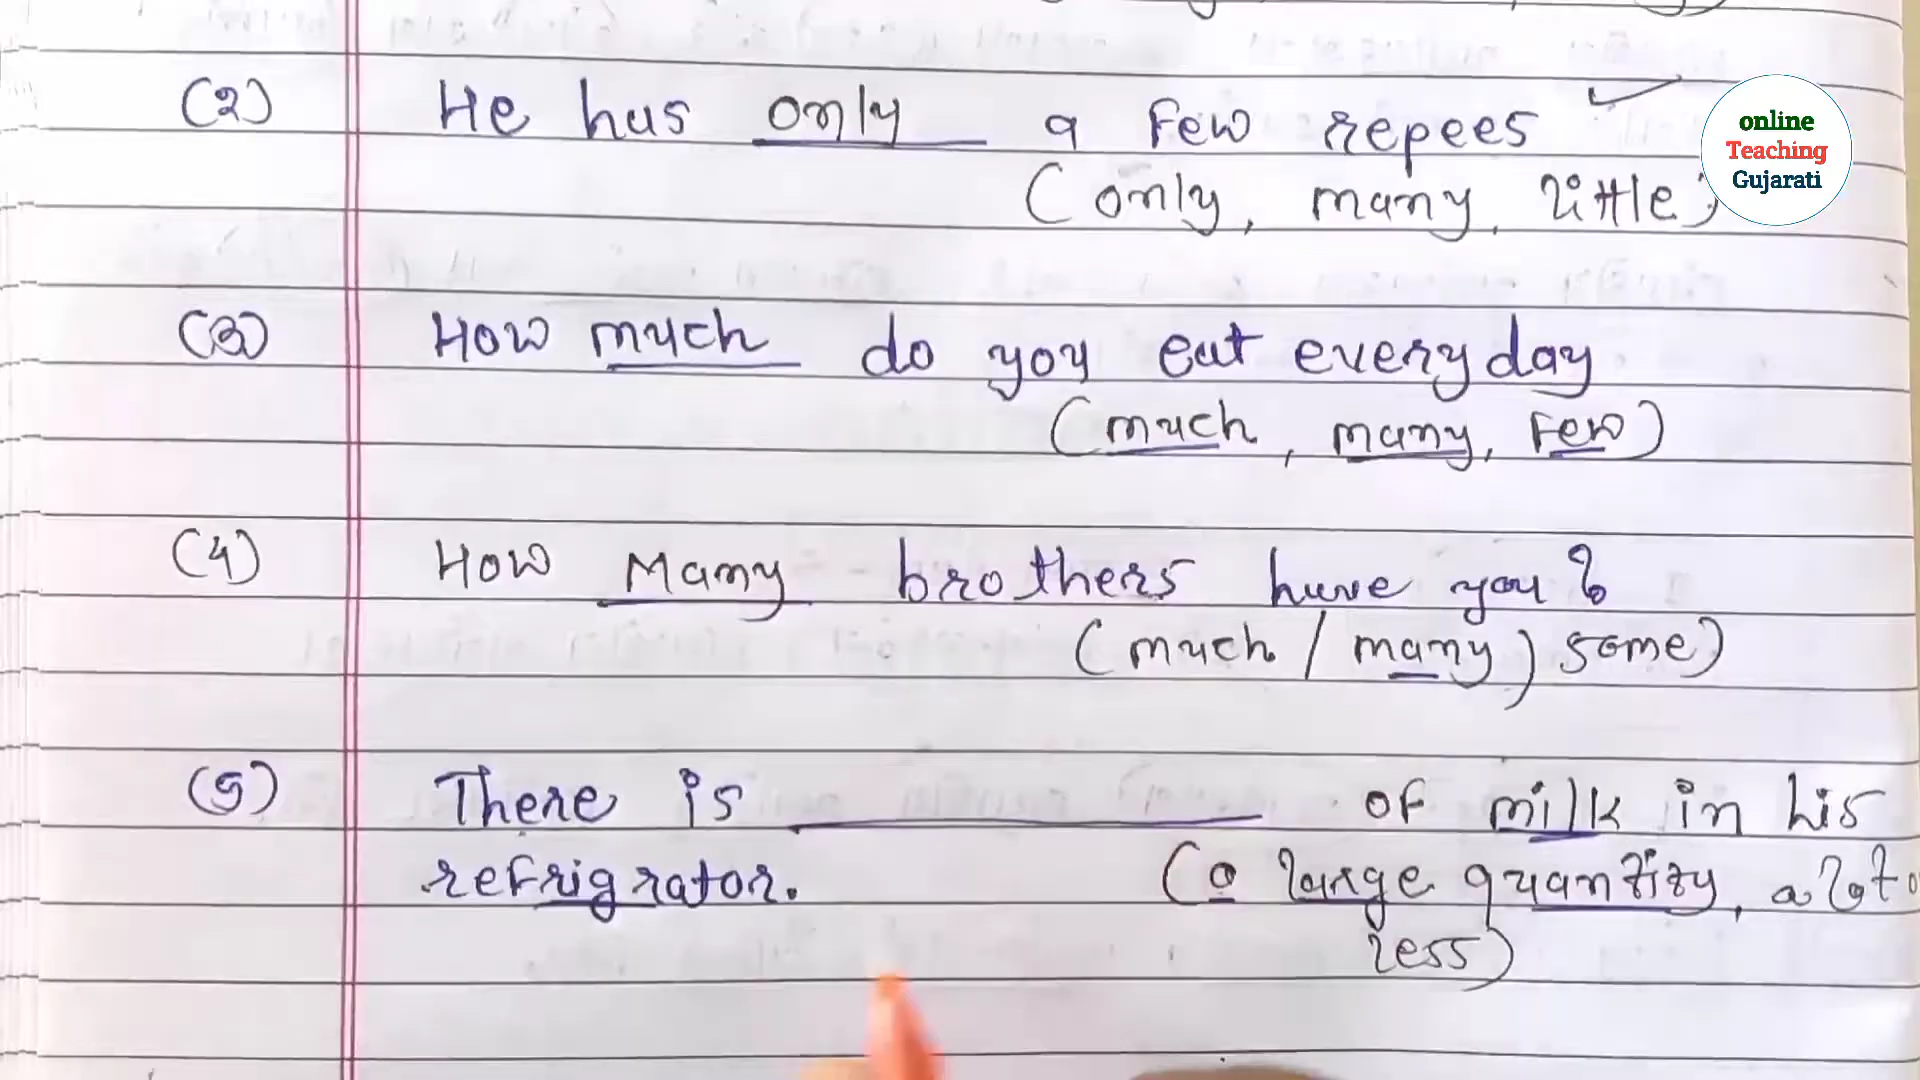 (2) He has only a few repees
(only, many, little)
online
Teaching
Gujarati
(3) How much do you eat everyday
(much, many, few)
(4) How Many brothers have you?
(much / many) some)
(5) There is ______ of milk in his
refrigrator. (a large quantity, a lot o
less)